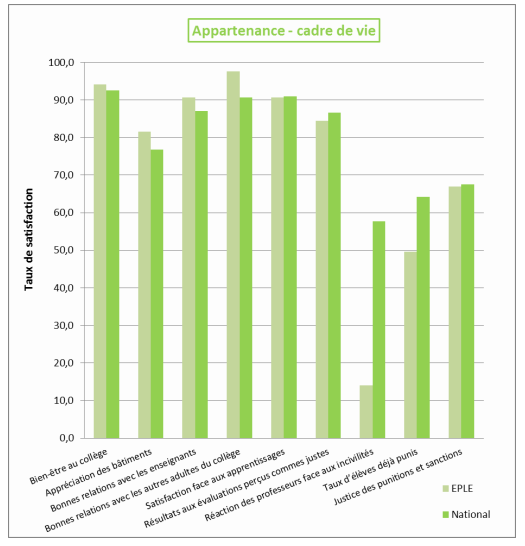 Appartenance - cadre de vie
100,0
90,0
80,0
70,0
60,0
50,0
40,0
30,0
20,0
10,0
0,0
Taux de satisfaction
Bien-être au collège
Appréciation des bâtiments
Bonnes relations avec les enseignants
Bonnes relations avec les autres adultes du collège
Satisfaction face aux apprentissages
Résultats aux évaluations perçus commes justes
Réaction des professeurs face aux incivilités
Taux d'élèves déjà punis
Justice des punitions et sanctions
EPLE
National